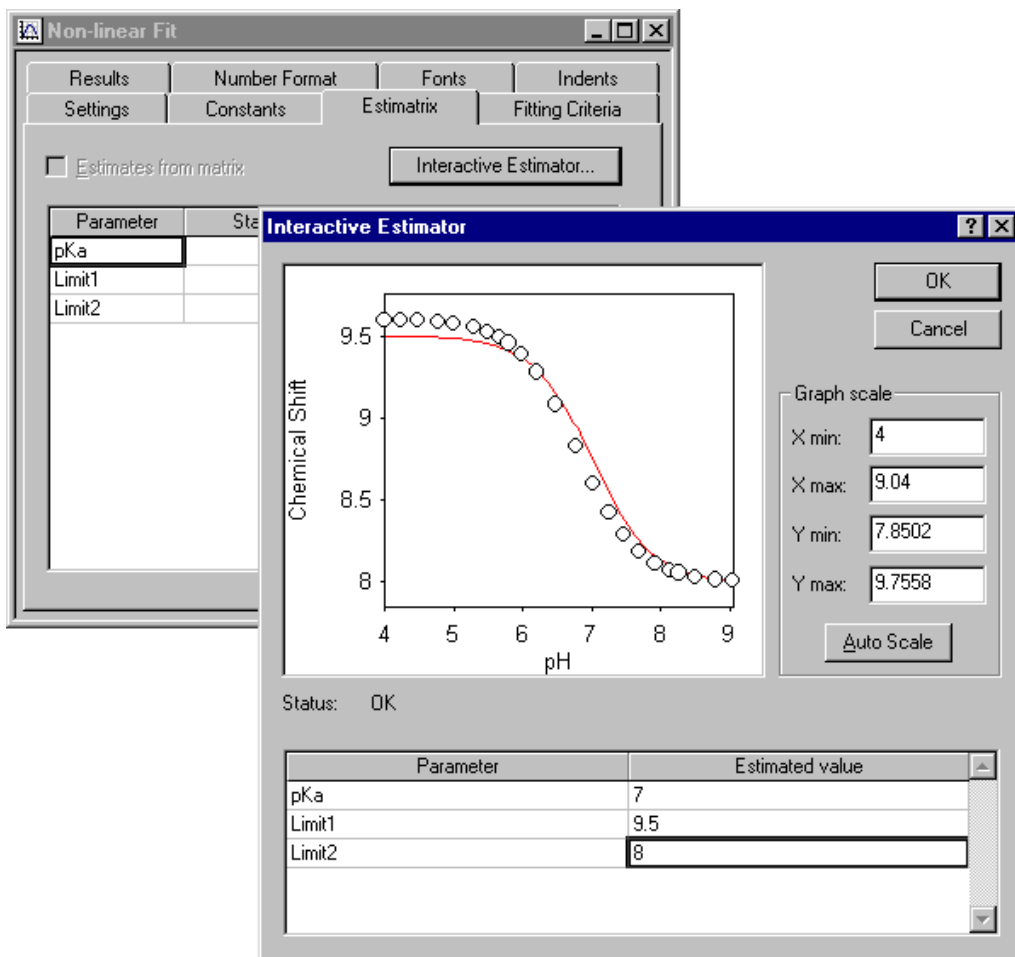 Non-linear Fit
Results Number Format Fonts Indents
Settings Constants Estimatrix Fitting Criteria
Estimates from matrix
Interactive Estimator...
Parameter Sta
pKa
Limit1
Limit2
Interactive Estimator
OK
Cancel
9.5
9
8.5
8
Chemical Shift
4 5 6 7 8 9
pH
Graph scale
X min: 4
X max: 9.04
Y min: 7.8502
Y max: 9.7558
Auto Scale
Status: OK
Parameter Estimated value
pKa 7
Limit1 9.5
Limit2 8